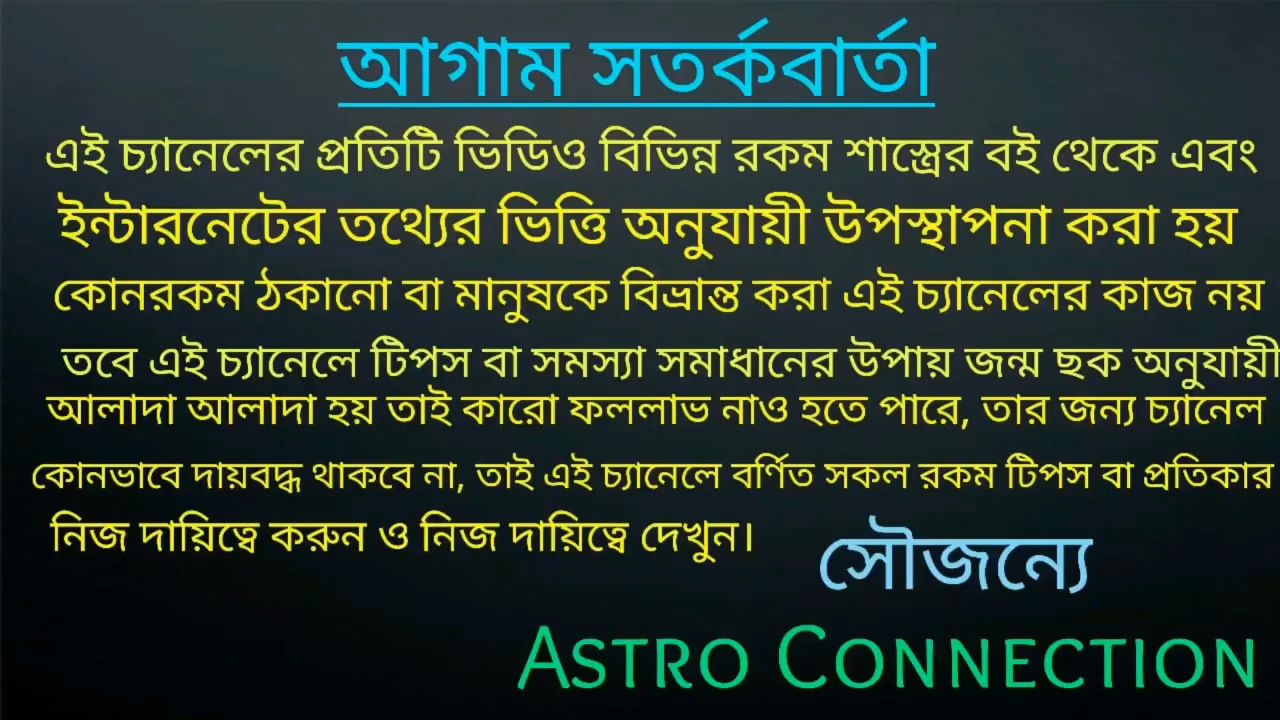 আগাম সতর্কবার্তা
এই চ্যানেলের প্রতিটি ভিডিও বিভিন্ন রকম শাস্ত্রের বই থেকে এবং
ইন্টারনেটের তথ্যের ভিত্তি অনুযায়ী উপস্থাপনা করা হয়
কোনরকম ঠকানো বা মানুষকে বিভ্রান্ত করা এই চ্যানেলের কাজ নয়
তবে এই চ্যানেলে টিপস বা সমস্যা সমাধানের উপায় জন্ম ছক অনুযায়ী
আলাদা আলাদা হয় তাই কারো ফললাভ নাও হতে পারে, তার জন্য চ্যানেল
কোনভাবে দায়বদ্ধ থাকবে না, তাই এই চ্যানেলে বর্ণিত সকল রকম টিপস বা প্রতিকার
নিজ দায়িত্বে করুন ও নিজ দায়িত্বে দেখুন।
সৌজন্যে
ASTRO CONNECTION